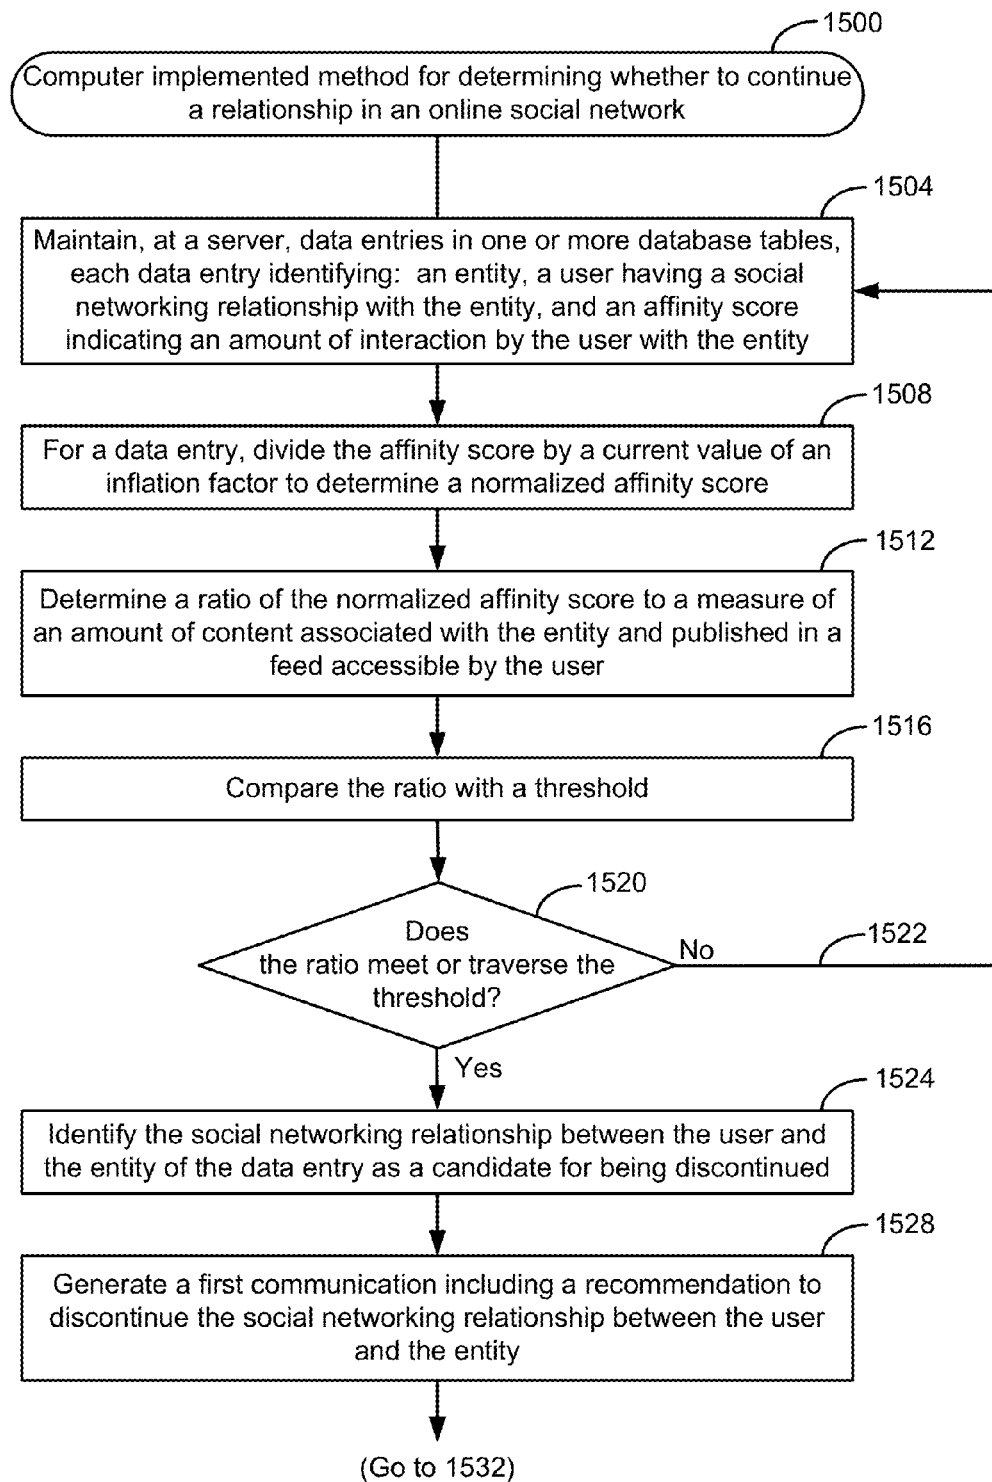 1500
Computer implemented method for determining whether to continue
a relationship in an online social network
1504
Maintain, at a server, data entries in one or more database tables,
each data entry identifying: an entity, a user having a social
networking relationship with the entity, and an affinity score
indicating an amount of interaction by the user with the entity
1508
For a data entry, divide the affinity score by a current value of an
inflation factor to determine a normalized affinity score
1512
Determine a ratio of the normalized affinity score to a measure of
an amount of content associated with the entity and published in a
feed accessible by the user
1516
Compare the ratio with a threshold
1520
Does
the ratio meet or traverse the
threshold?
No
1522
Yes
1524
Identify the social networking relationship between the user and
the entity of the data entry as a candidate for being discontinued
1528
Generate a first communication including a recommendation to
discontinue the social networking relationship between the user
and the entity
(Go to 1532)